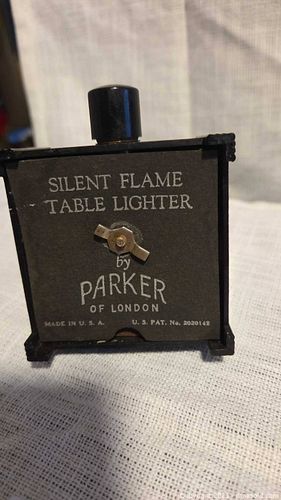 SILENT FLAME
TABLE LIGHTER
by
PARKER
OF LONDON
MADE IN U. S. A. U. S. PAT. No. 2020142